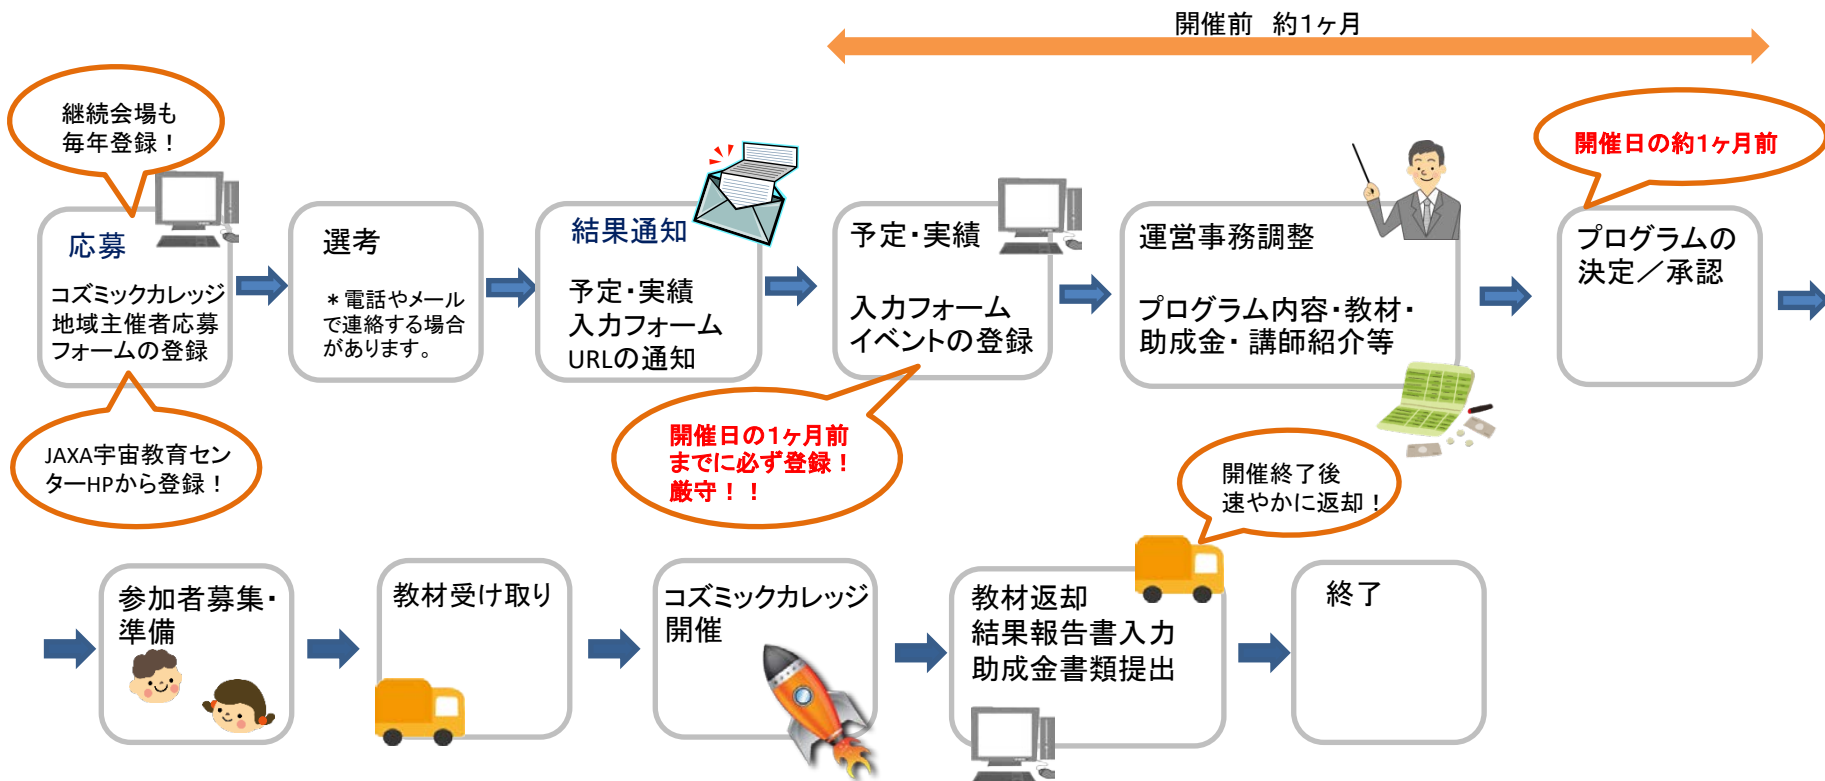 開催前 約1ヶ月
継続会場も
毎年登録！
開催日の約1ヶ月前
応募
コズミックカレッジ
地域主催者応募
フォームの登録
選考
＊電話やメール
で連絡する場合
があります。
結果通知
予定・実績
入力フォーム
URLの通知
予定・実績
入力フォーム
イベントの登録
運営事務調整
プログラム内容・教材・
助成金・講師紹介等
プログラムの
決定／承認
JAXA宇宙教育セン
ターHPから登録！
開催日の1ヶ月前
までに必ず登録！
厳守！！
開催終了後
速やかに返却！
参加者募集・
準備
教材受け取り
コズミックカレッジ
開催
教材返却
結果報告書入力
助成金書類提出
終了